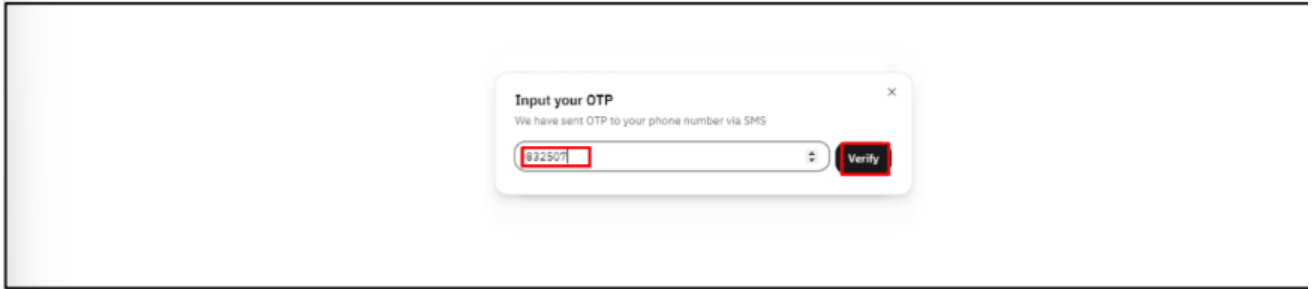 Input your OTP
We have sent OTP to your phone number via SMS
832507
Verify